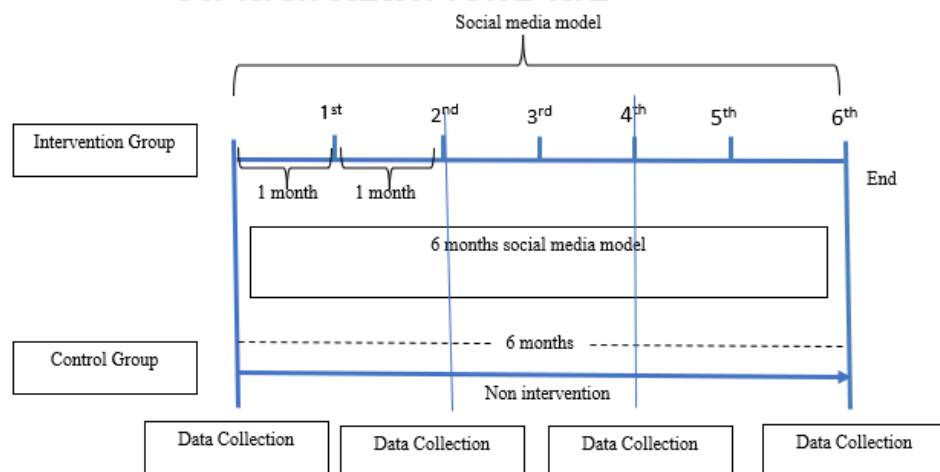 Social media model
1st 2nd 3rd 4th 5th 6th
Intervention Group
1 month 1 month
End
6 months social media model
6 months
Control Group
Non intervention
Data Collection Data Collection Data Collection Data Collection